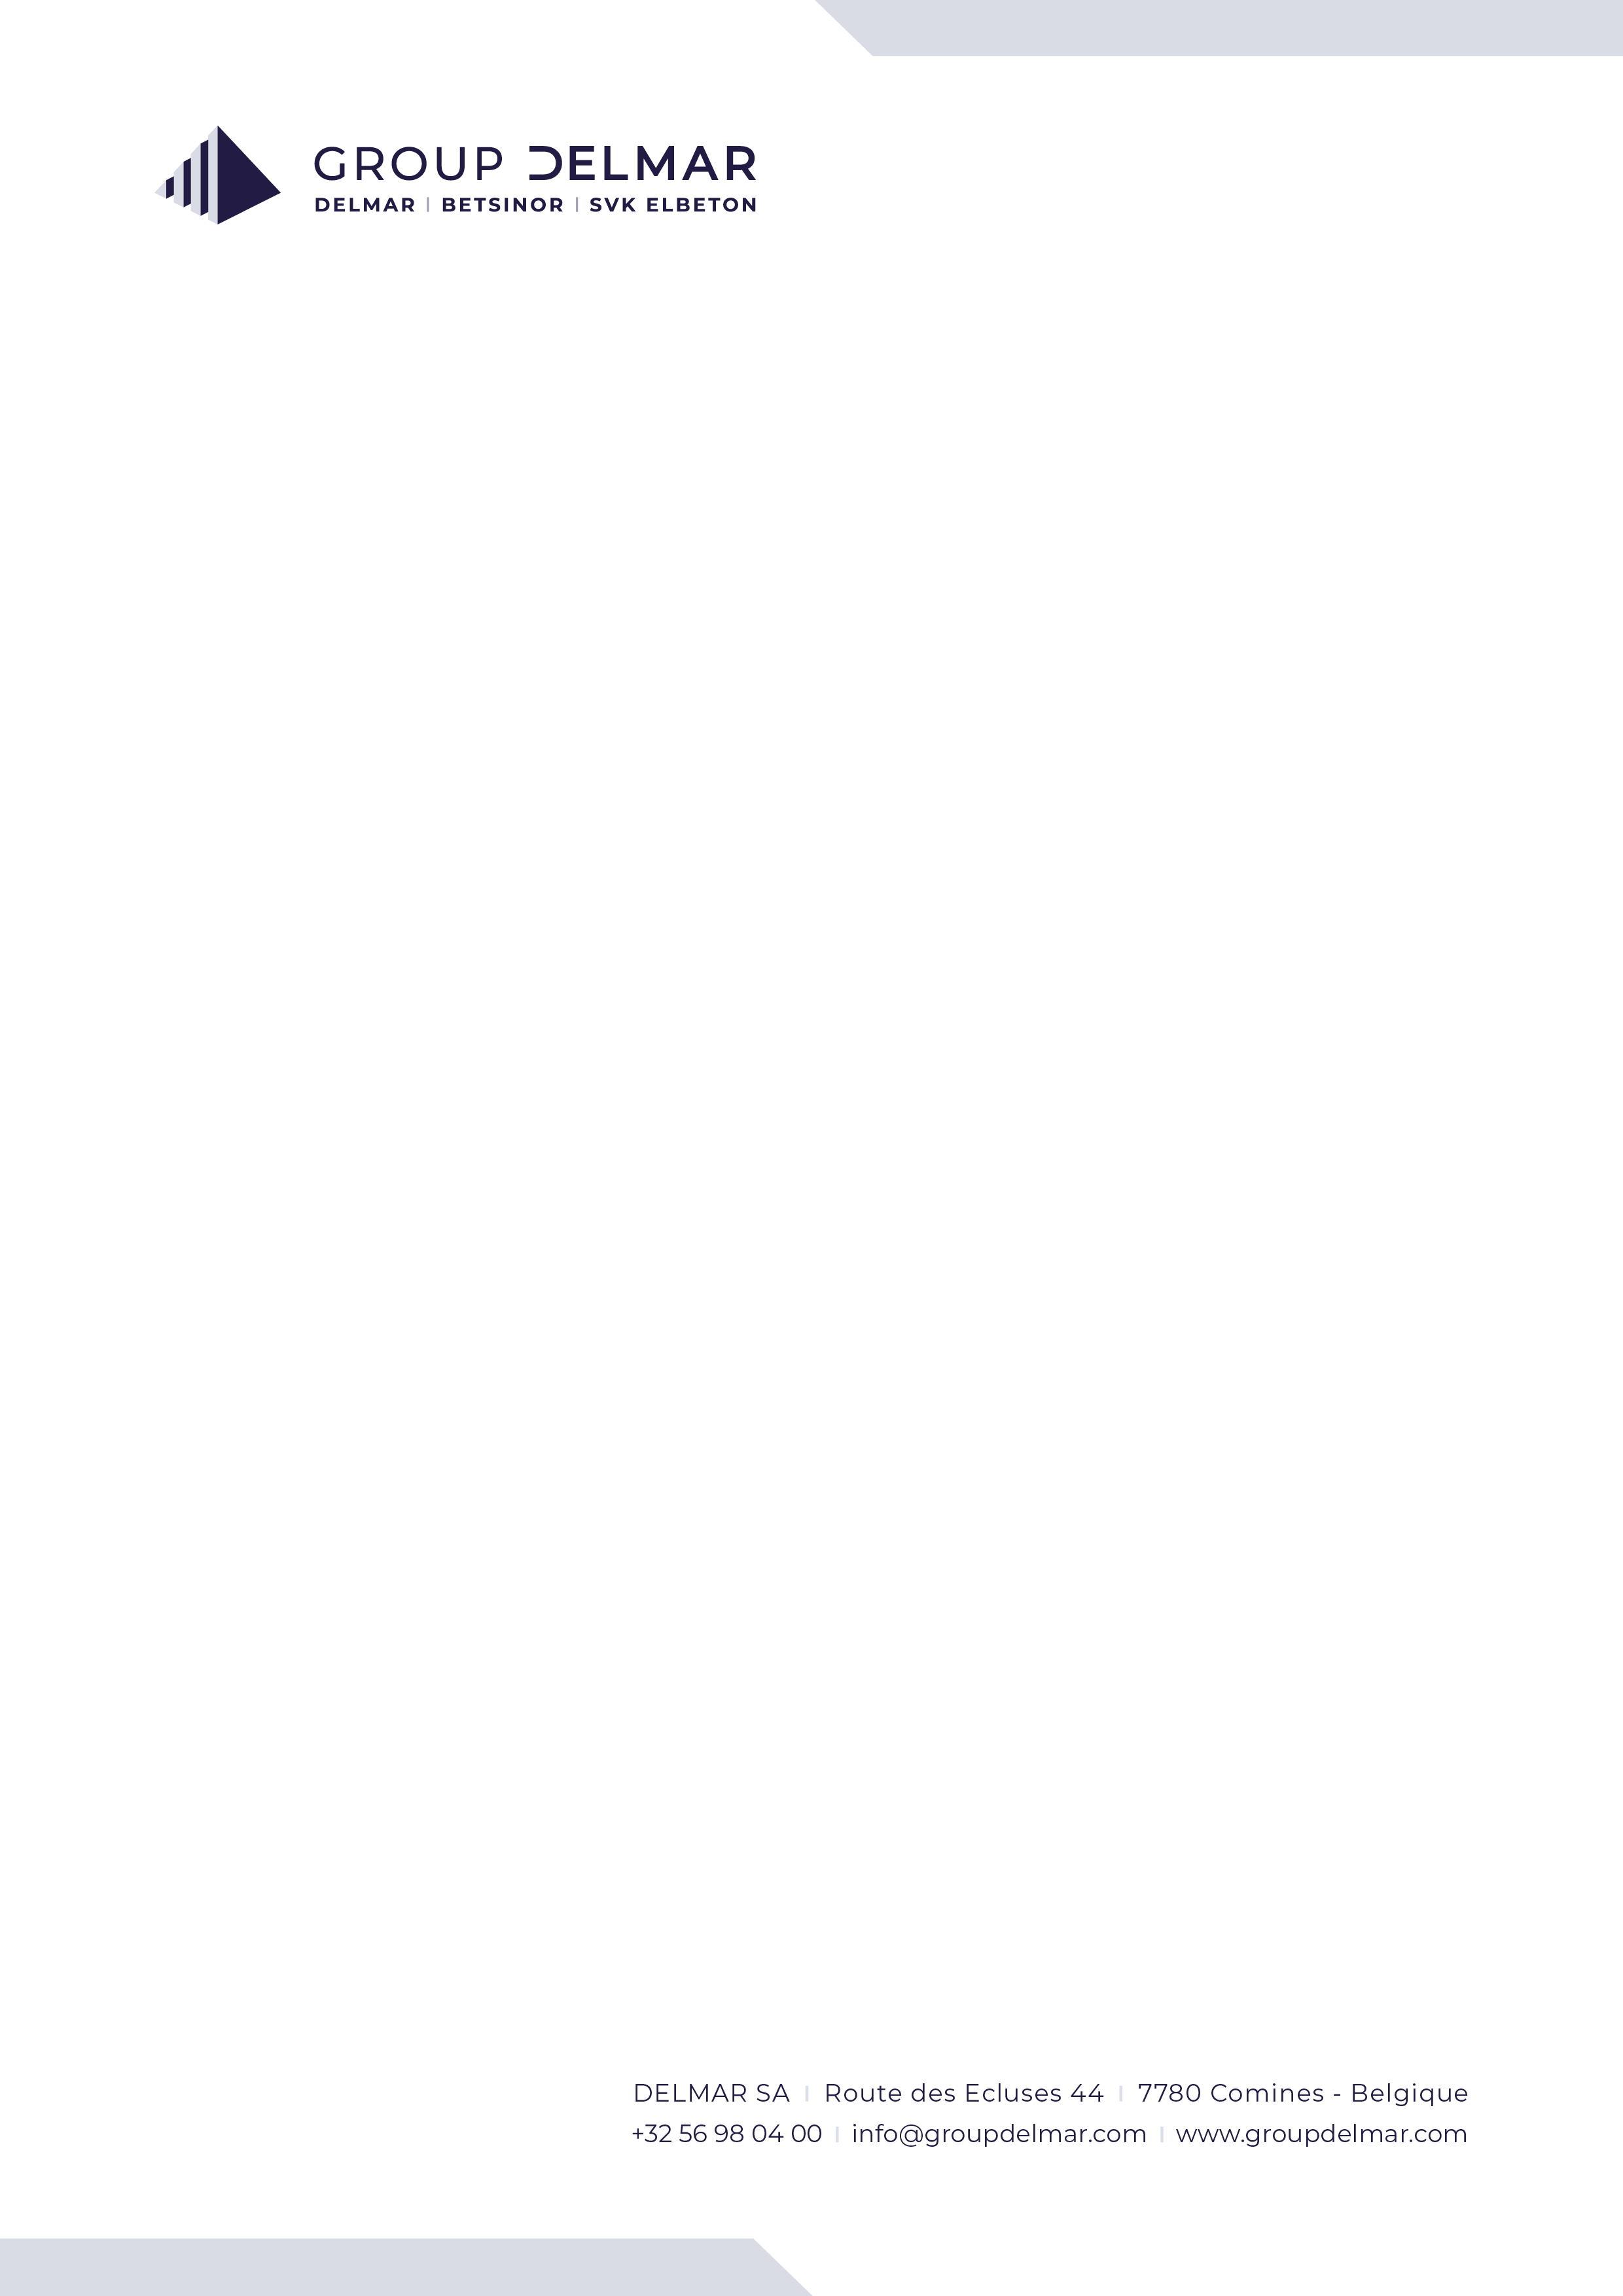 GROUP DELMAR
DELMAR | BETSINOR | SVK ELBETON
DELMAR SA | Route des Ecluses 44 | 7780 Comines - Belgique
+32 56 98 04 00 | info@groupdelmar.com | www.groupdelmar.com